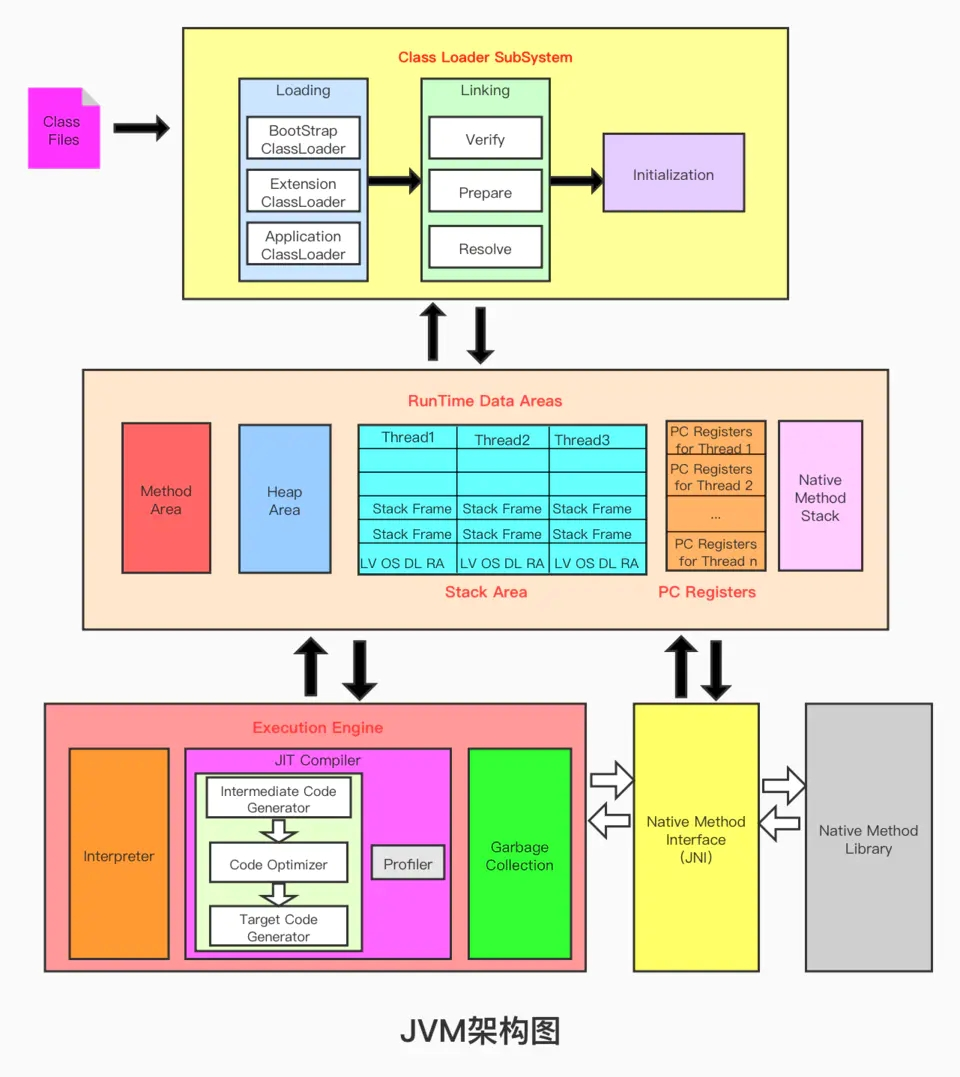 Class Loader SubSystem
Class
Files
Loading
BootStrap
ClassLoader
Extension
ClassLoader
Application
ClassLoader
Linking
Verify
Prepare
Resolve
Initialization
RunTime Data Areas
Method
Area
Heap
Area
Thread1
Thread2
Thread3
Stack Frame
Stack Frame
Stack Frame
Stack Frame
Stack Frame
Stack Frame
LV OS DL RA
LV OS DL RA
LV OS DL RA
Stack Area
PC Registers
for Thread 1
PC Registers
for Thread 2
...
PC Registers
for Thread n
PC Registers
Native
Method
Stack
Execution Engine
Interpreter
JIT Compiler
Intermediate Code
Generator
Code Optimizer
Target Code
Generator
Profiler
Garbage
Collection
Native Method
Interface
(JNI)
Native Method
Library
JVM架构图